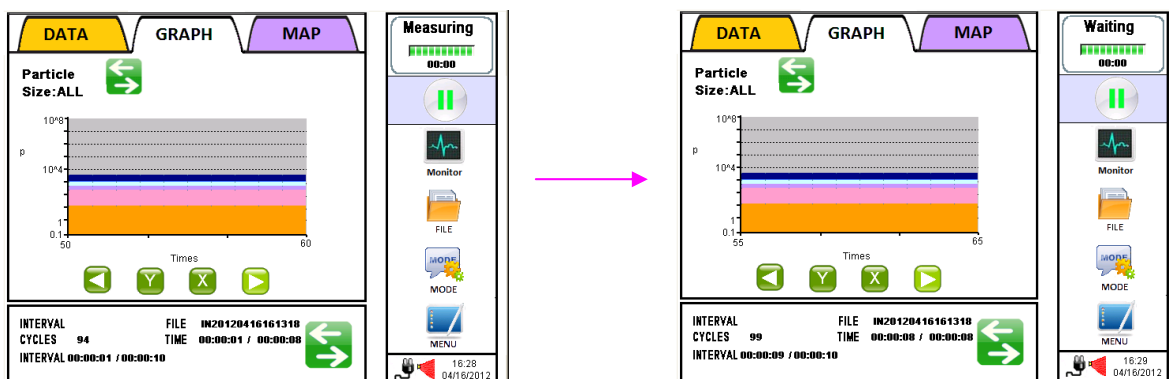 DATA GRAPH MAP
Measuring
00:00
Particle
Size:ALL
10^8
p
10^4
1
0.1
50 60
Times
Y X
Monitor
FILE
MODE
MODE
MENU
INTERVAL FILE IN20120416161318
CYCLES 94 TIME 00:00:01 / 00:00:08
INTERVAL 00:00:01 / 00:00:10
16:28
04/16/2012
DATA GRAPH MAP
Waiting
00:00
Particle
Size:ALL
10^8
p
10^4
1
0.1
55 65
Times
Y X
Monitor
FILE
MODE
MODE
MENU
INTERVAL FILE IN20120416161318
CYCLES 99 TIME 00:00:08 / 00:00:08
INTERVAL 00:00:09 / 00:00:10
16:29
04/16/2012